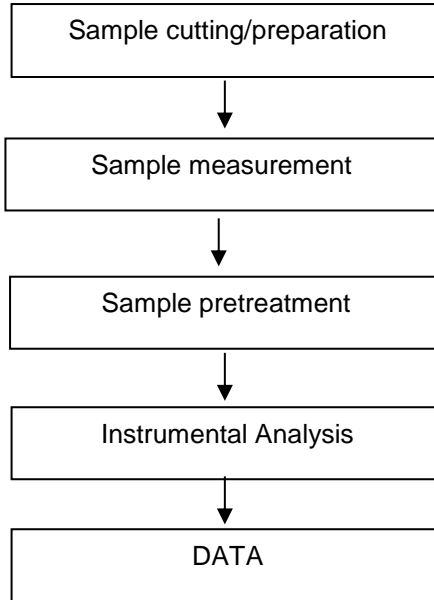 Sample cutting/preparation
Sample measurement
Sample pretreatment
Instrumental Analysis
DATA